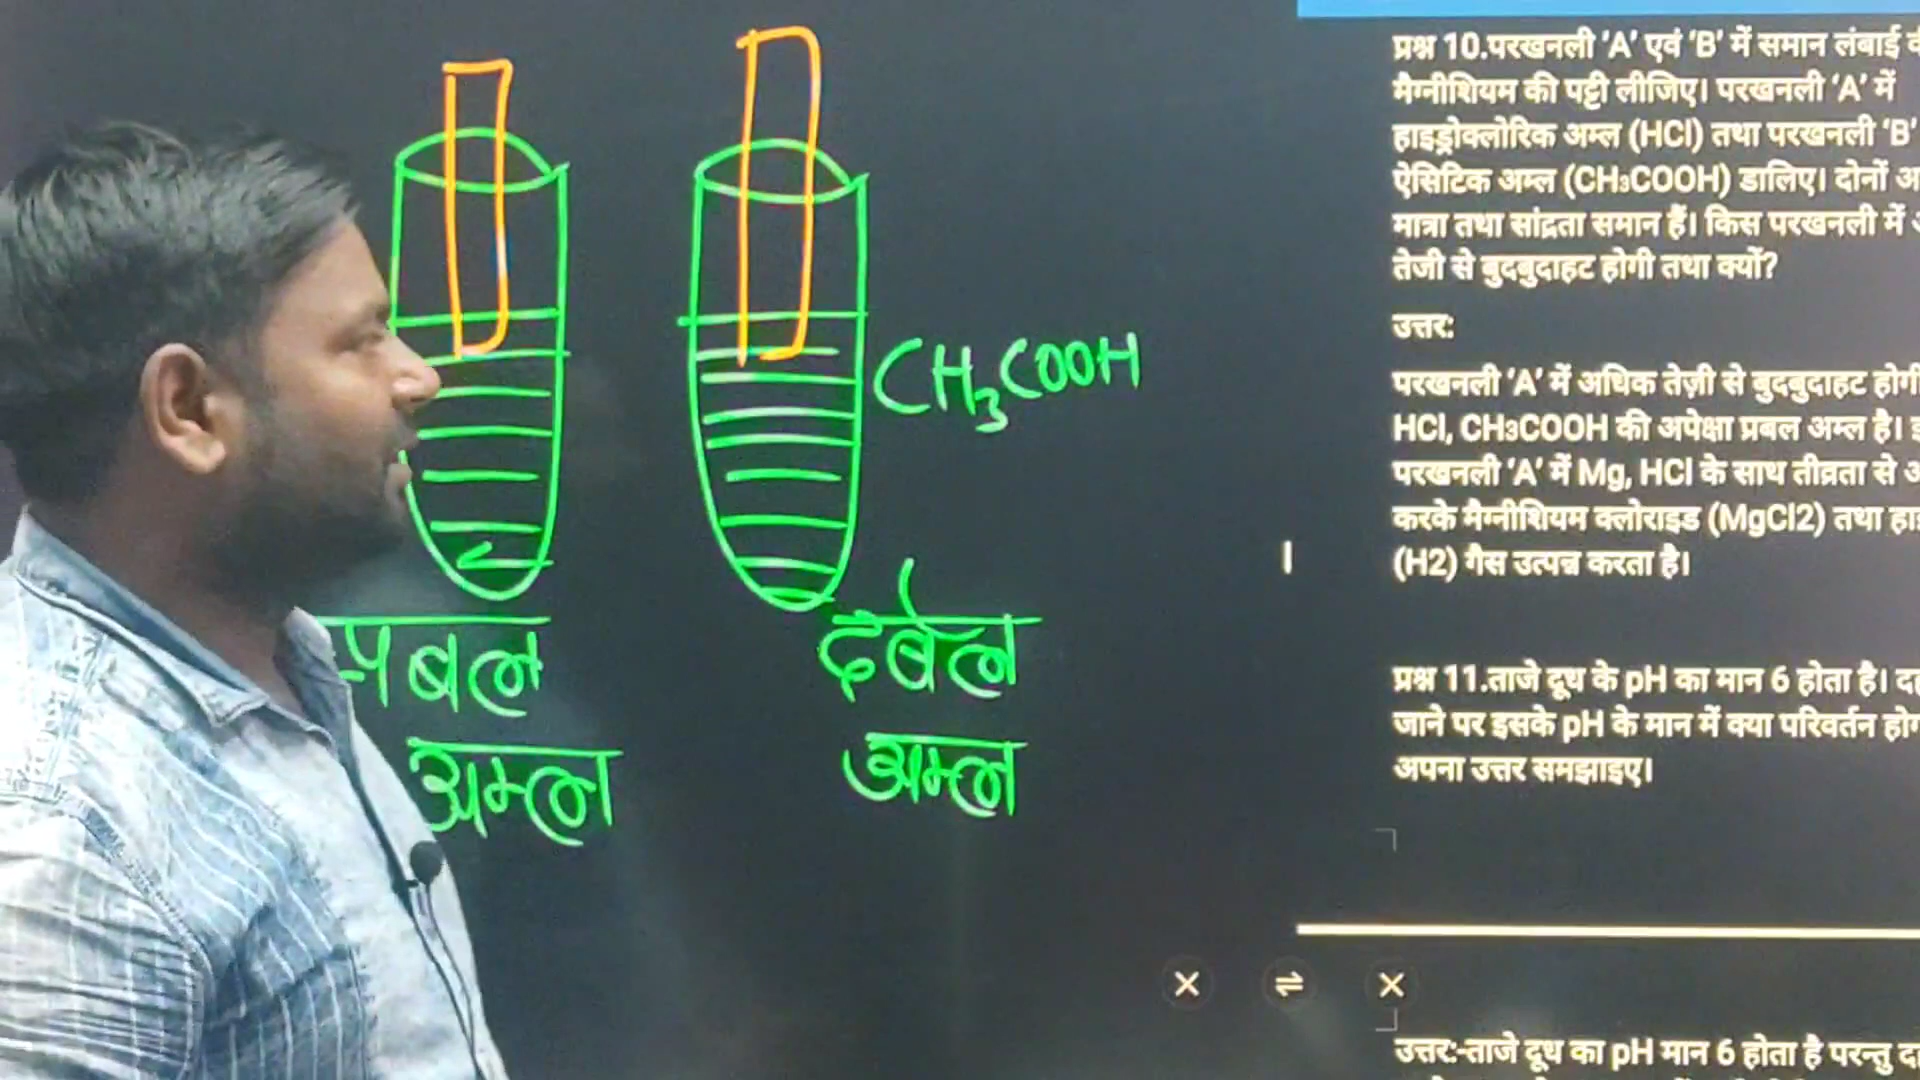 CH₃COOH
प्रबल
अम्ल
दुर्बल
अम्ल
प्रश्न 10.परखनली ‘A’ एवं ‘B’ में समान लंबाई
मैग्नीशियम की पट्टी लीजिए। परखनली ‘A’ में
हाइड्रोक्लोरिक अम्ल (HCl) तथा परखनली ‘B’
ऐसिटिक अम्ल (CH₃COOH) डालिए। दोनों
मात्रा तथा सांद्रता समान हैं। किस परखनली में
तेजी से बुदबुदाहट होगी तथा क्यों?
उत्तर:
परखनली ‘A’ में अधिक तेज़ी से बुदबुदाहट होगी
HCl, CH₃COOH की अपेक्षा प्रबल अम्ल है।
परखनली ‘A’ में Mg, HCl के साथ तीव्रता से
करके मैग्नीशियम क्लोराइड (MgCl2) तथा
(H2) गैस उत्पन्न करता है।
प्रश्न 11.ताजे दूध के pH का मान 6 होता है।
जाने पर इसके pH के मान में क्या परिवर्तन
अपना उत्तर समझाइए।
उत्तर:-ताजे दूध का pH मान 6 होता है परन्तु